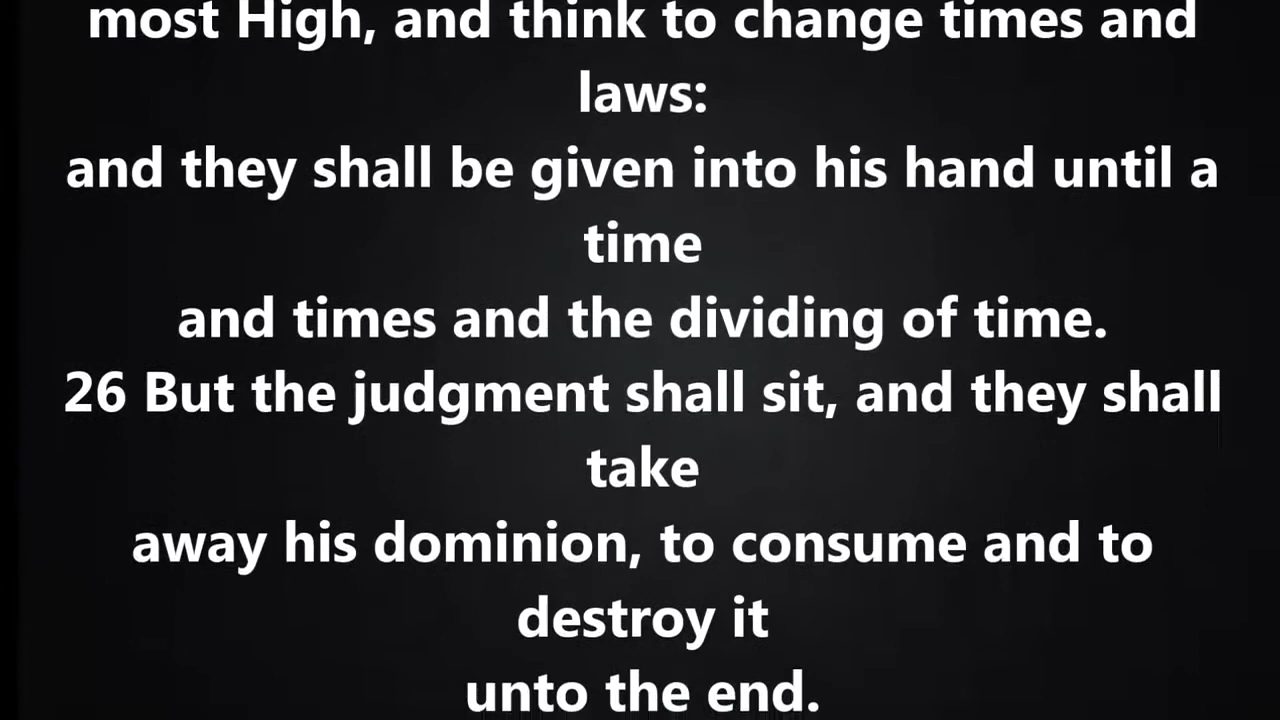 most High, and think to change times and
laws:
and they shall be given into his hand until a
time
and times and the dividing of time.
26 But the judgment shall sit, and they shall
take
away his dominion, to consume and to
destroy it
unto the end.